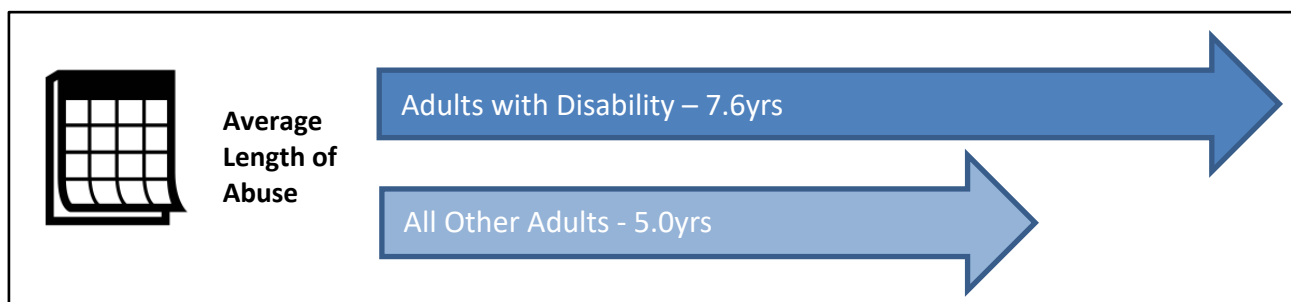 Average
Length of
Abuse
Adults with Disability – 7.6yrs
All Other Adults - 5.0yrs